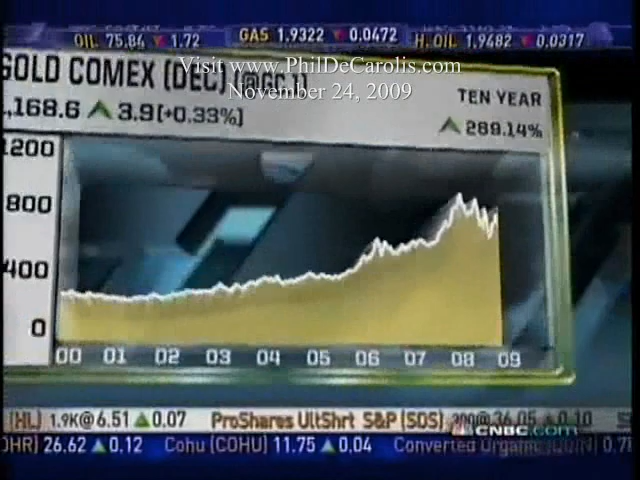 OIL 75.84 ▼ 1.72 GAS 1.9322 ▼ 0.0472 H. OIL 1.9482 ▼ 0.0317
Visit www.PhilDeCarolis.com
November 24, 2009
GOLD COMEX (DEC)
1,168.6 ▲ 3.9(+0.33%)
TEN YEAR
▲ 289.14%
1200
800
400
0
00 01 02 03 04 05 06 07 08 09
(HL) 1.9K@6.51 ▲ 0.07 ProShares UltShrt S&P (SDS) 36.05 ▲ 0.10
CNBC.com
OHR) 26.62 ▲ 0.12 Cohu (COHU) 11.75 ▲ 0.04 Converted Organic